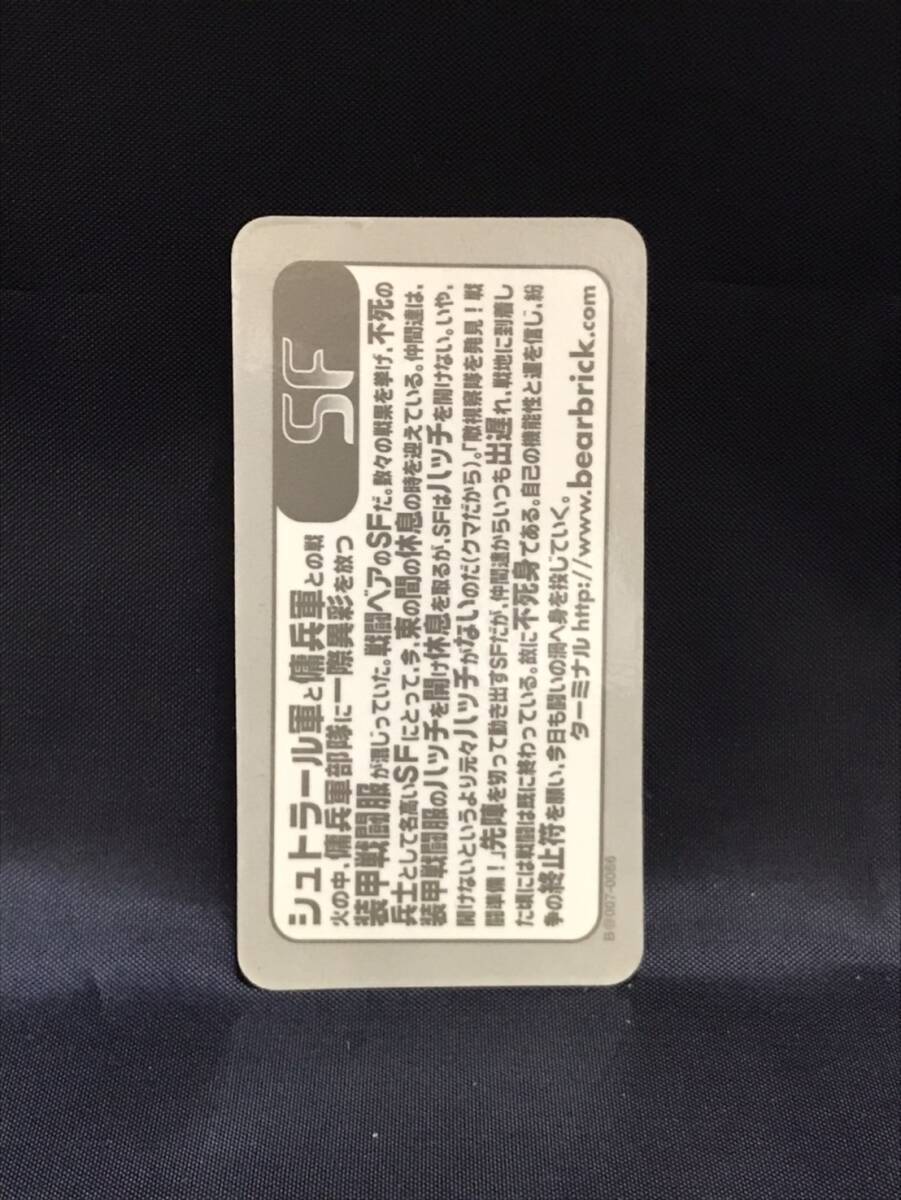 SF
シュトラール軍と傭兵軍との戦
火の中、傭兵軍部隊に一際異彩を放つ
装甲戦闘服が混じっていた。戦闘ベアのSFだ。数々の戦果を挙げ、不死の
兵士として名高いSFにとって、今、束の間の休息の時を迎えている。仲間達は、
装甲戦闘服のハッチを開け休息を取るが、SFはハッチを開けない。いや、
開けないというより元々ハッチがないのだ(クマだから)。「敵視察隊を発見!戦
闘準備!」先陣を切って動き出すSFだが、仲間達からいつも出遅れ、戦地に到着し
た頃には戦闘は既に終わっている。故に不死身である。自己の機能性と運を信じ、紛
争の終止符を願い、今日も闘いの渦へ身を投じていく。
ターミナル http://www.bearbrick.com
B@007-0066